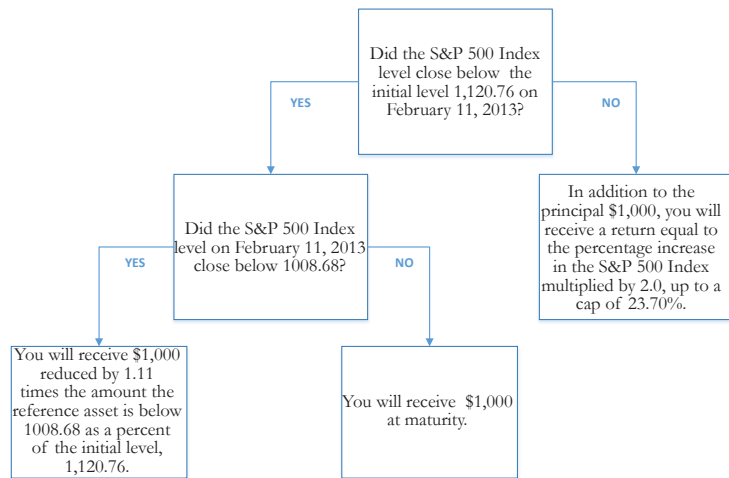 Did the S&P 500 Index
level close below the
initial level 1,120.76 on
February 11, 2013?
YES
NO
Did the S&P 500 Index
level on February 11, 2013
close below 1008.68?
In addition to the
principal $1,000, you will
receive a return equal to
the percentage increase
in the S&P 500 Index
multiplied by 2.0, up to a
cap of 23.70%.
YES
NO
You will receive $1,000
reduced by 1.11
times the amount the
reference asset is below
1008.68 as a percent
of the initial level,
1,120.76.
You will receive $1,000
at maturity.